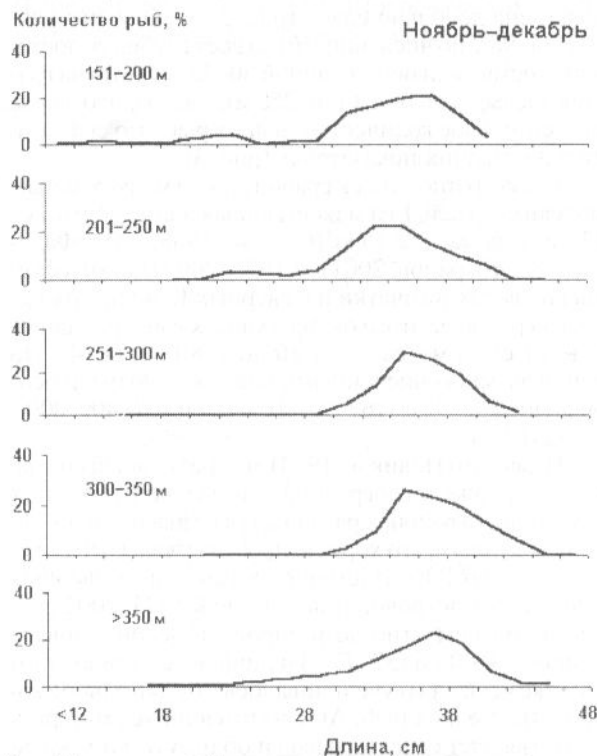 Количество рыб, %
Ноябрь–декабрь
40
151–200 м
20
0
40
201–250 м
20
0
40
251–300 м
20
0
40
300–350 м
20
0
40
>350 м
20
0
<12 18 28 38 48
Длина, см